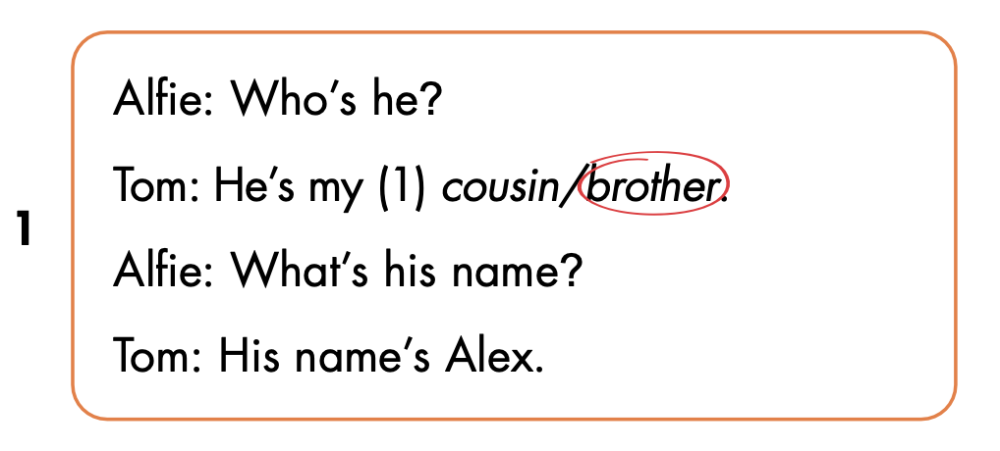 Alfie: Who's he?
Tom: He's my (1) cousin/brother.
1
Alfie: What's his name?
Tom: His name's Alex.